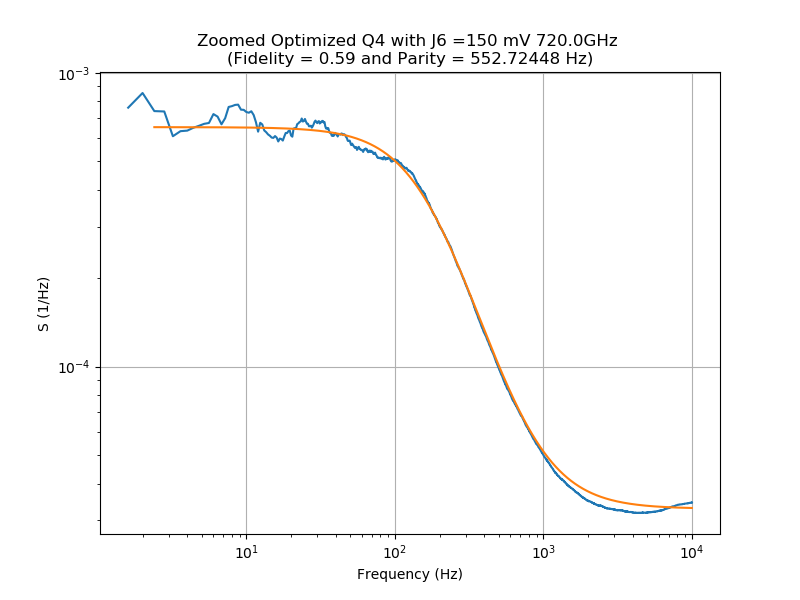 Zoomed Optimized Q4 with J6 =150 mV 720.0GHz
(Fidelity = 0.59 and Parity = 552.72448 Hz)
10⁻³
10⁻⁴
S (1/Hz)
10¹
10²
10³
10⁴
Frequency (Hz)